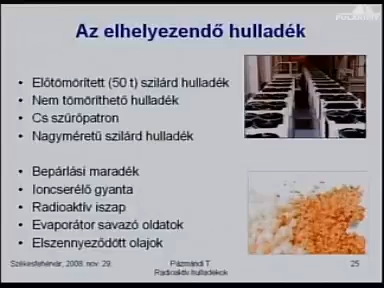 Az elhelyezendő hulladék
• Előtömörített (50 t) szilárd hulladék
• Nem tömöríthető hulladék
• Cs szűrőpatron
• Nagyméretű szilárd hulladék
• Bepárlási maradék
• Ioncserélő gyanta
• Radioaktív iszap
• Evaporátor savazó oldatok
• Elszennyeződött olajok
Székesfehérvár, 2008. nov. 29.
Pázmándi T.
Radioaktív hulladékok
25